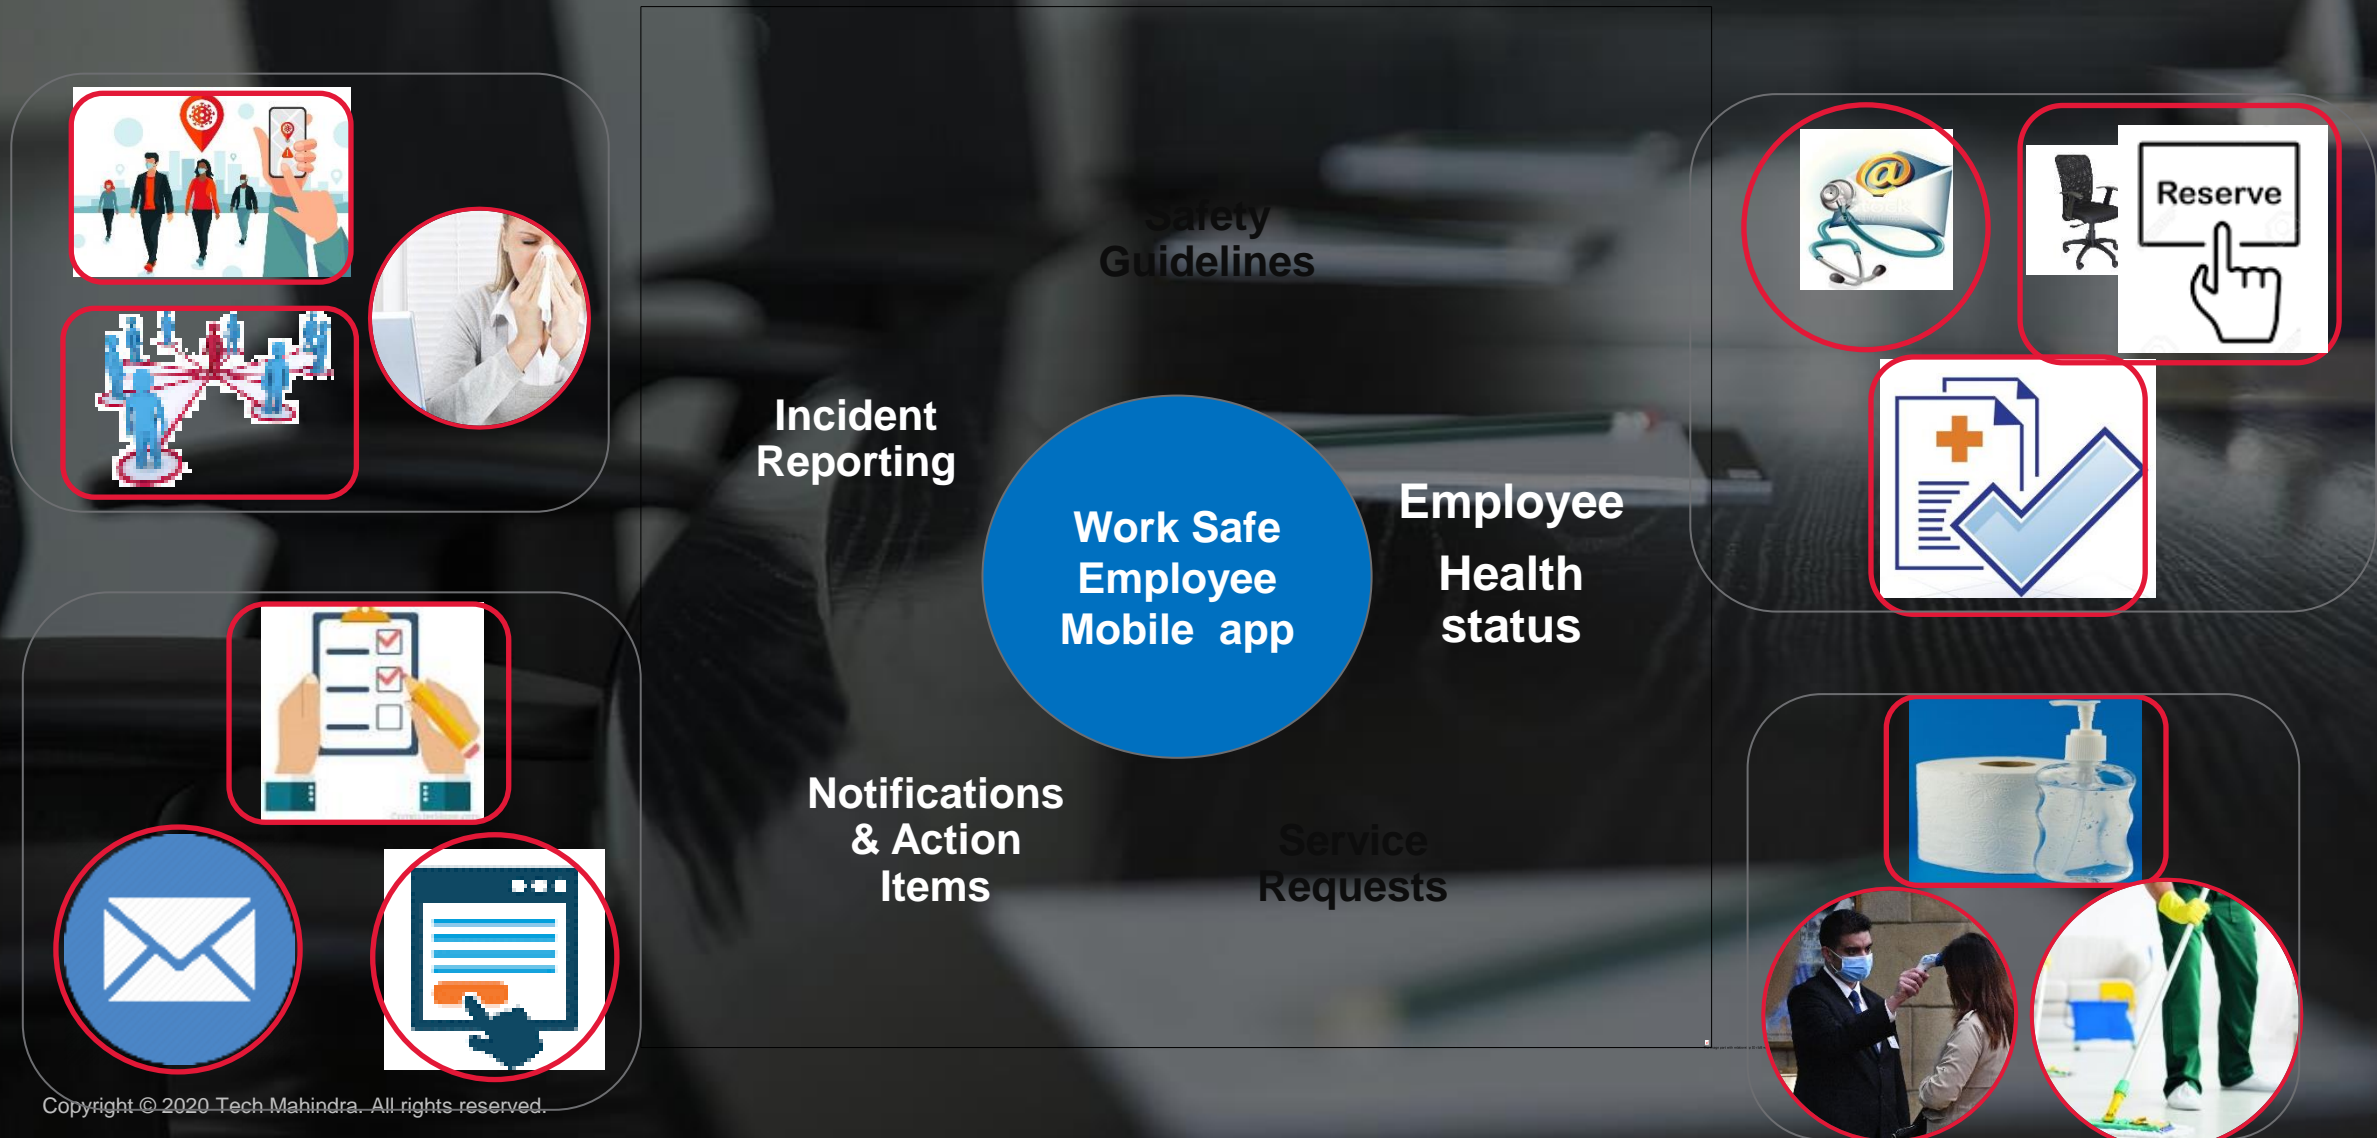 Safety
Guidelines
Reserve
Incident
Reporting
Work Safe
Employee
Mobile app
Employee
Health
status
Notifications
& Action
Items
Service
Requests
Copyright © 2020 Tech Mahindra. All rights reserved.